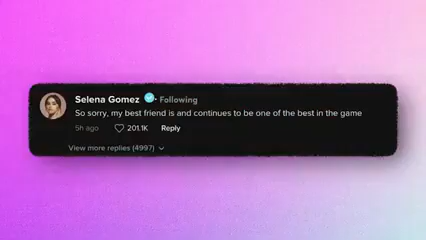 Selena Gomez · Following
So sorry, my best friend is and continues to be one of the best in the game
5h ago 201.1K Reply
View more replies (4997)